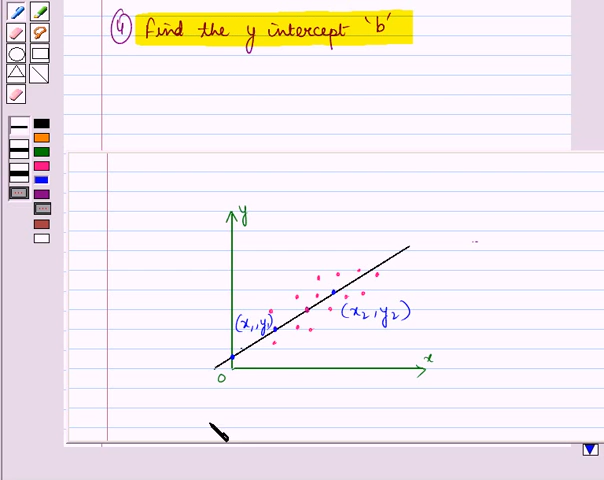 ④ Find the y intercept 'b'
y
(x₁, y₁)
(x₂, y₂)
x
0